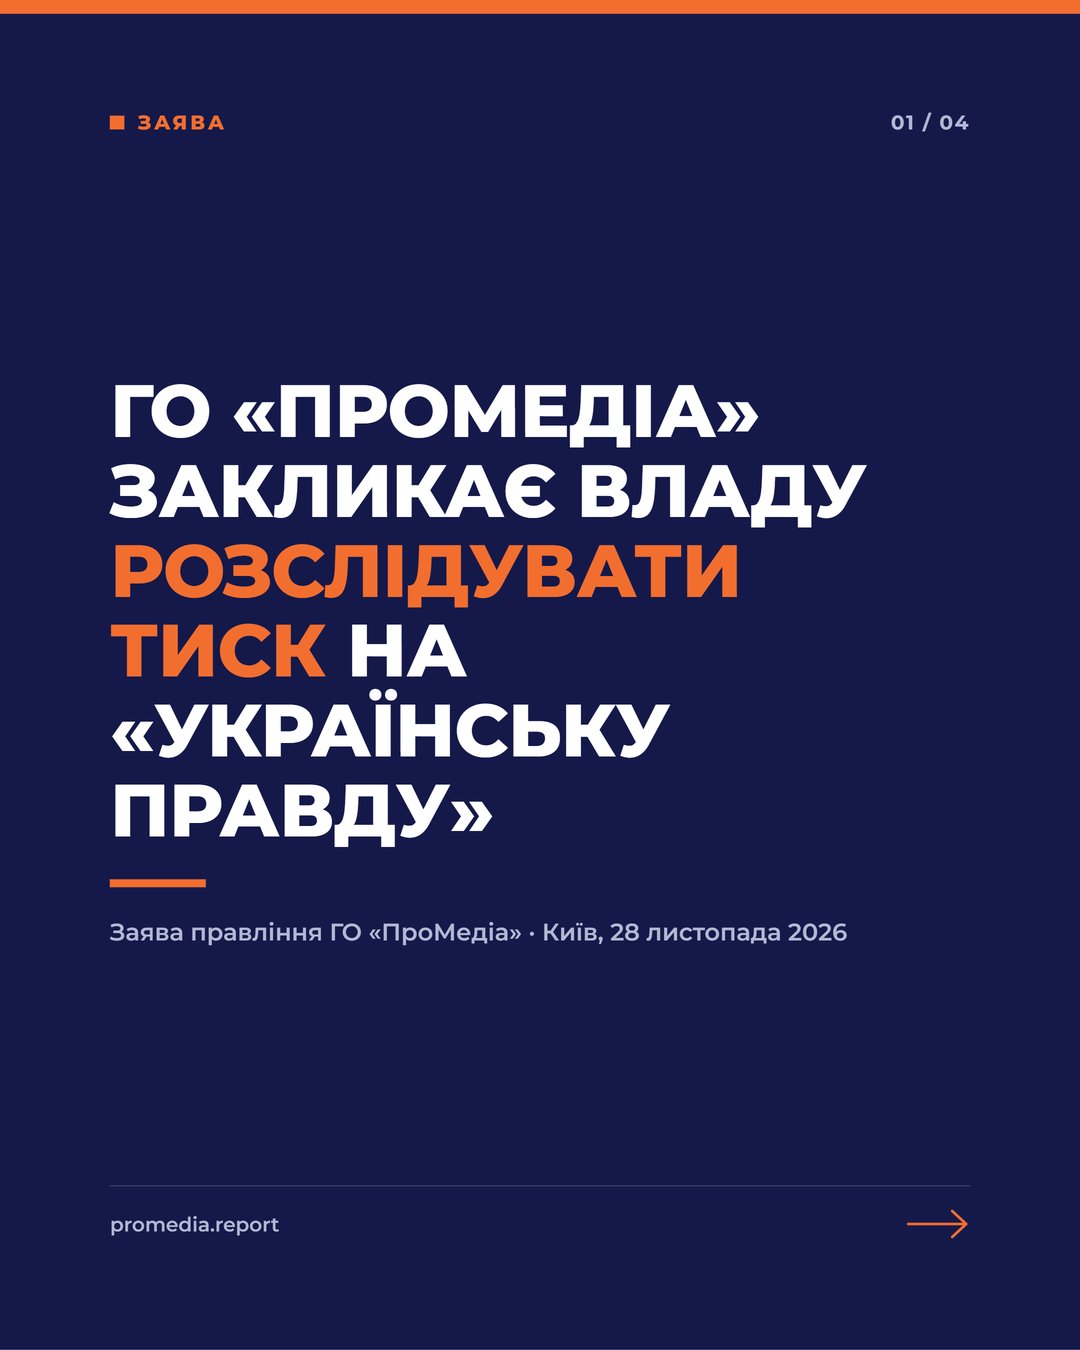 ЗАЯВА
01 / 04
ГО «ПРОМЕДІА»
ЗАКЛИКАЄ ВЛАДУ
РОЗСЛІДУВАТИ
ТИСК НА
«УКРАЇНСЬКУ
ПРАВДУ»
Заява правління ГО «ПроМедіа» · Київ, 28 листопада 2026
promedia.report